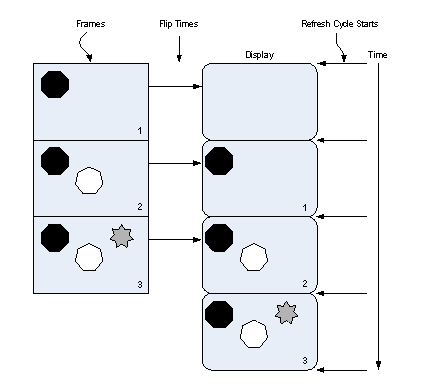 Frames
Flip Times
Refresh Cycle Starts
Display
Time
1
2
1
3
2
3